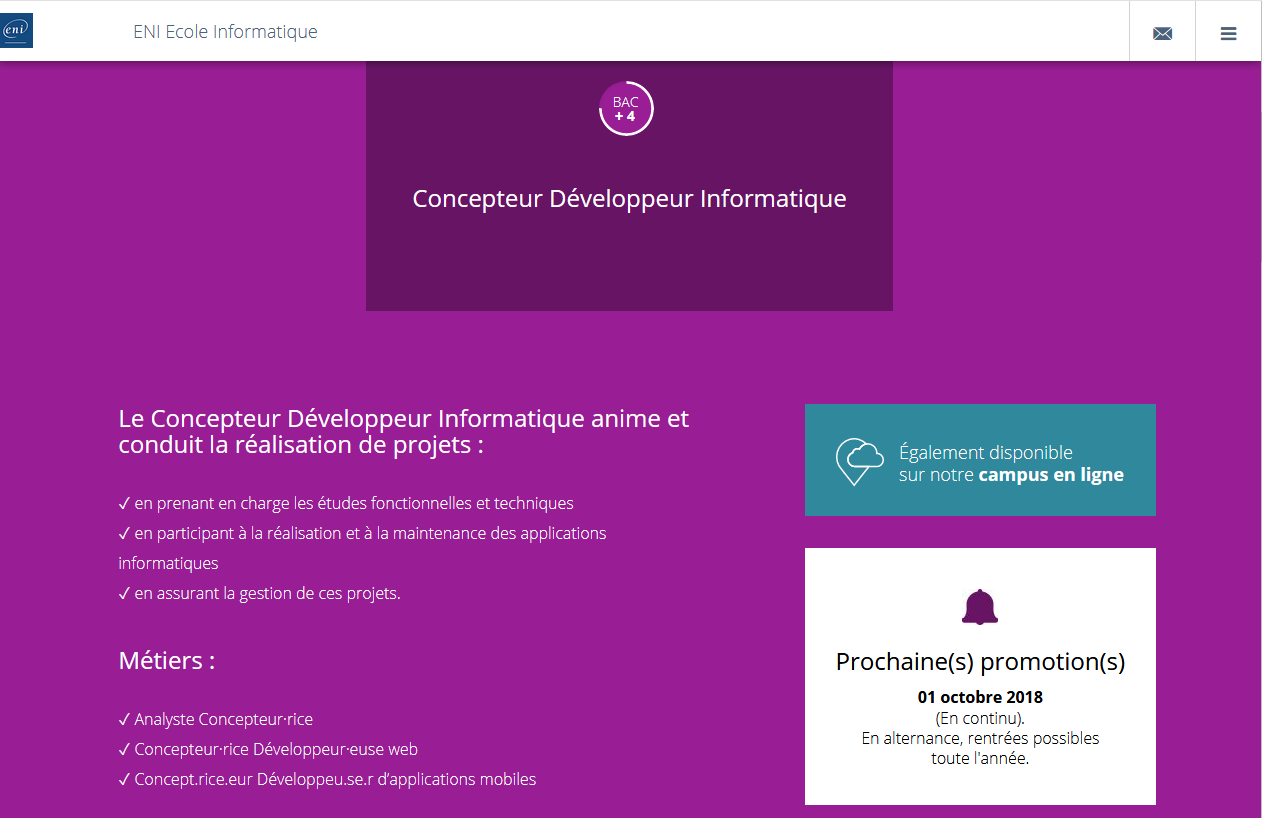 eni
ENI Ecole Informatique
BAC
+ 4
Concepteur Développeur Informatique
Le Concepteur Développeur Informatique anime et
conduit la réalisation de projets :
✓ en prenant en charge les études fonctionnelles et techniques
✓ en participant à la réalisation et à la maintenance des applications
informatiques
✓ en assurant la gestion de ces projets.
Métiers :
✓ Analyste Concepteur·rice
✓ Concepteur·rice Développeur·euse web
✓ Concept.rice.eur Développeu.se.r d’applications mobiles
Également disponible
sur notre campus en ligne
Prochaine(s) promotion(s)
01 octobre 2018
(En continu).
En alternance, rentrées possibles
toute l'année.